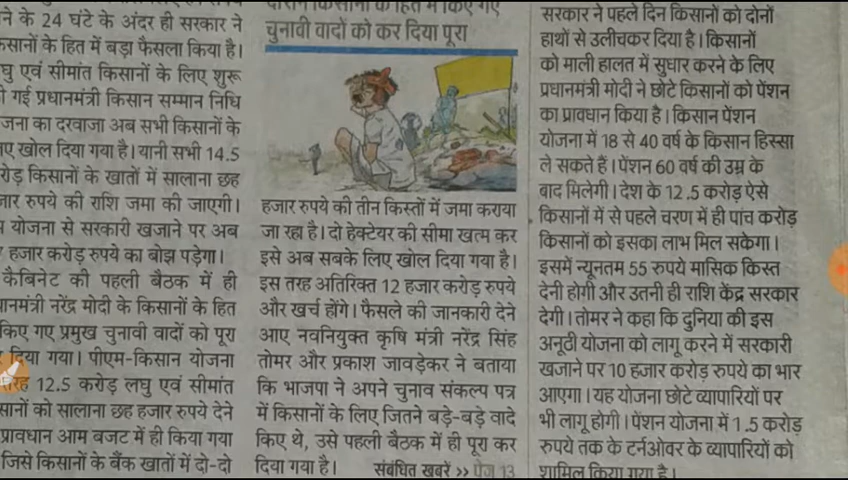 ने के 24 घंटे के अंदर ही सरकार ने
के हित में बड़ा फैसला किया है।
एवं सीमांत किसानों के लिए शुरू
गई प्रधानमंत्री किसान सम्मान निधि
का दरवाजा अब सभी किसानों के
खोल दिया गया है। यानी सभी 14.5
किसानों के खातों में सालाना छह
रुपये की राशि जमा की जाएगी।
योजना से सरकारी खजाने पर अब
हजार करोड़ रुपये का बोझ पड़ेगा।
कैबिनेट की पहली बैठक में ही
नरेंद्र मोदी के किसानों के हित
किए गए प्रमुख चुनावी वादों को पूरा
दिया गया। पीएम-किसान योजना
12.5 करोड़ लघु एवं सीमांत
को सालाना छह हजार रुपये देने
प्रावधान आम बजट में ही किया गया
जिसे किसानों के बैंक खातों में दो-दो
के हित में किए गए
चुनावी वादों को कर दिया पूरा
हजार रुपये की तीन किस्तों में जमा कराया
जा रहा है। दो हेक्टेयर की सीमा खत्म कर
इसे अब सबके लिए खोल दिया गया है।
इस तरह अतिरिक्त 12 हजार करोड़ रुपये
और खर्च होंगे। फैसले की जानकारी देने
आए नवनियुक्त कृषि मंत्री नरेंद्र सिंह
तोमर और प्रकाश जावड़ेकर ने बताया
कि भाजपा ने अपने चुनाव संकल्प पत्र
में किसानों के लिए जितने बड़े-बड़े वादे
किए थे, उसे पहली बैठक में ही पूरा कर
दिया गया है। संबंधित खबरें >> पेज 13
सरकार ने पहले दिन किसानों को दोनों
हाथों से उलीचकर दिया है। किसानों
को माली हालत में सुधार करने के लिए
प्रधानमंत्री मोदी ने छोटे किसानों को पेंशन
का प्रावधान किया है। किसान पेंशन
योजना में 18 से 40 वर्ष के किसान हिस्सा
ले सकते हैं। पेंशन 60 वर्ष की उम्र के
बाद मिलेगी। देश के 12.5 करोड़ ऐसे
किसानों में से पहले चरण में ही पांच करोड़
किसानों को इसका लाभ मिल सकेगा।
इसमें न्यूनतम 55 रुपये मासिक किस्त
देनी होगी और उतनी ही राशि केंद्र सरकार
देगी। तोमर ने कहा कि दुनिया की इस
अनूठी योजना को लागू करने में सरकारी
खजाने पर 10 हजार करोड़ रुपये का भार
आएगा। यह योजना छोटे व्यापारियों पर
भी लागू होगी। पेंशन योजना में 1.5 करोड़
रुपये तक के टर्नओवर के व्यापारियों को
शामिल किया गया है।